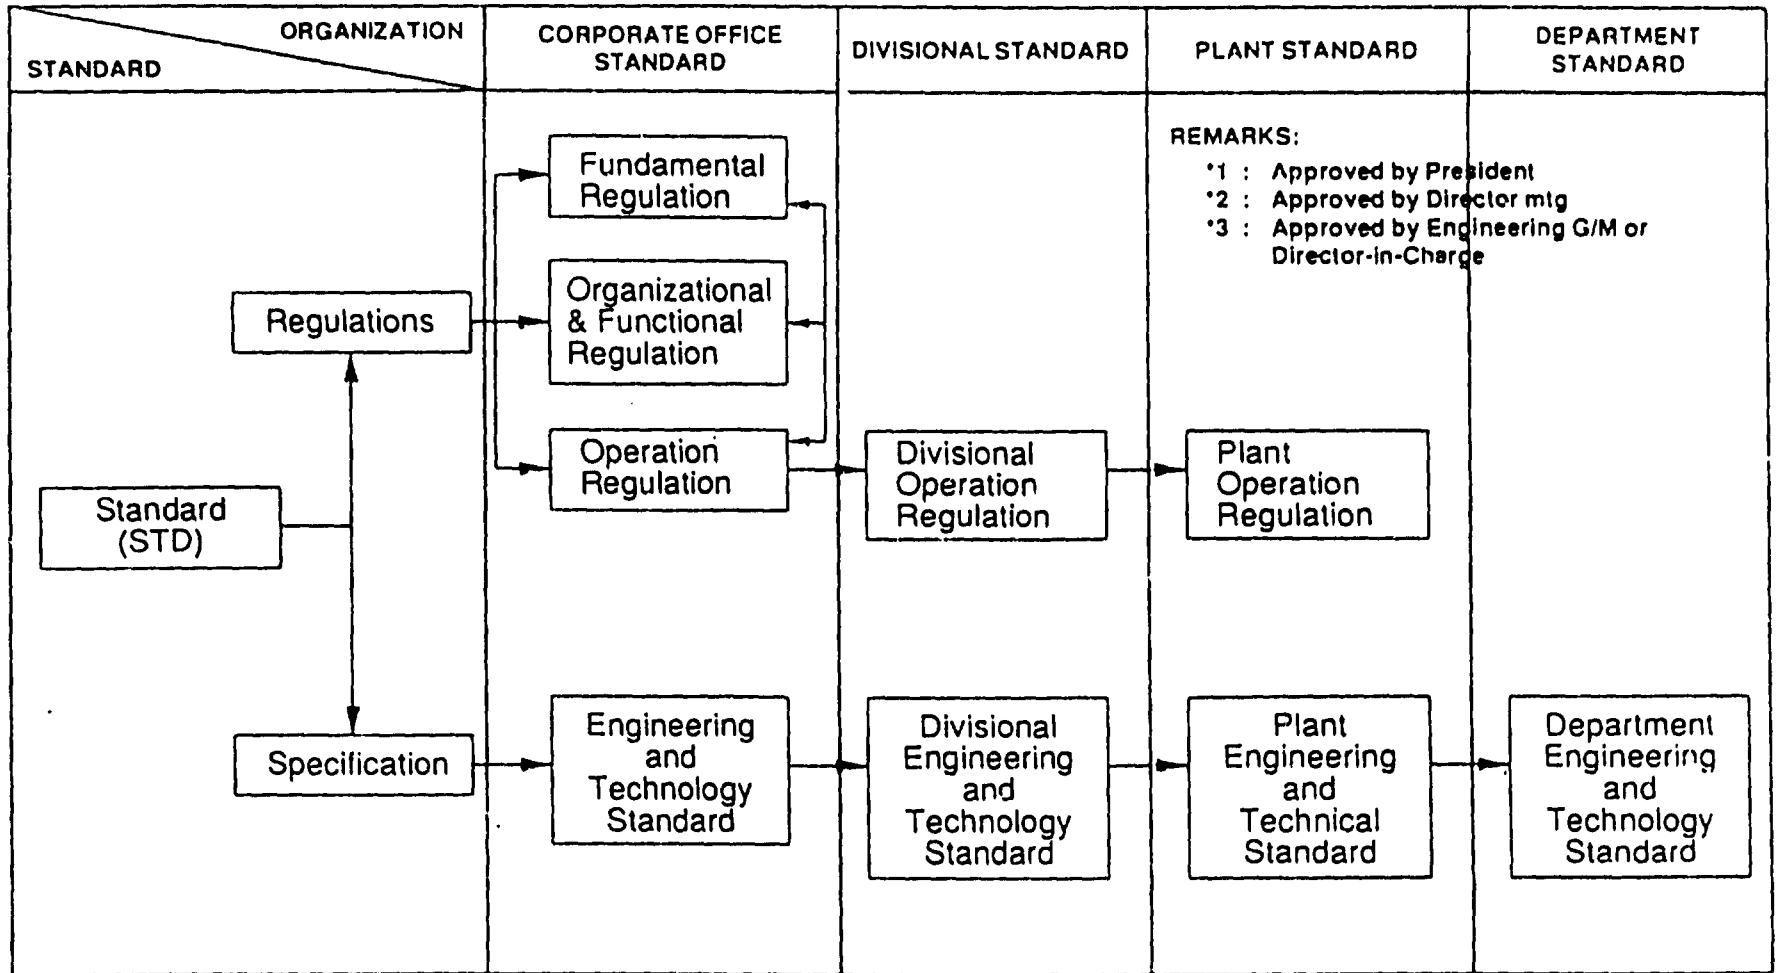 ORGANIZATION
STANDARD
CORPORATE OFFICE
STANDARD
DIVISIONAL STANDARD
PLANT STANDARD
DEPARTMENT
STANDARD
REMARKS:
*1 : Approved by President
*2 : Approved by Director mtg
*3 : Approved by Engineering G/M or
Director-in-Charge
Fundamental
Regulation
Regulations
Organizational
& Functional
Regulation
Operation
Regulation
Divisional
Operation
Regulation
Plant
Operation
Regulation
Standard
(STD)
Specification
Engineering
and
Technology
Standard
Divisional
Engineering
and
Technology
Standard
Plant
Engineering
and
Technical
Standard
Department
Engineering
and
Technology
Standard